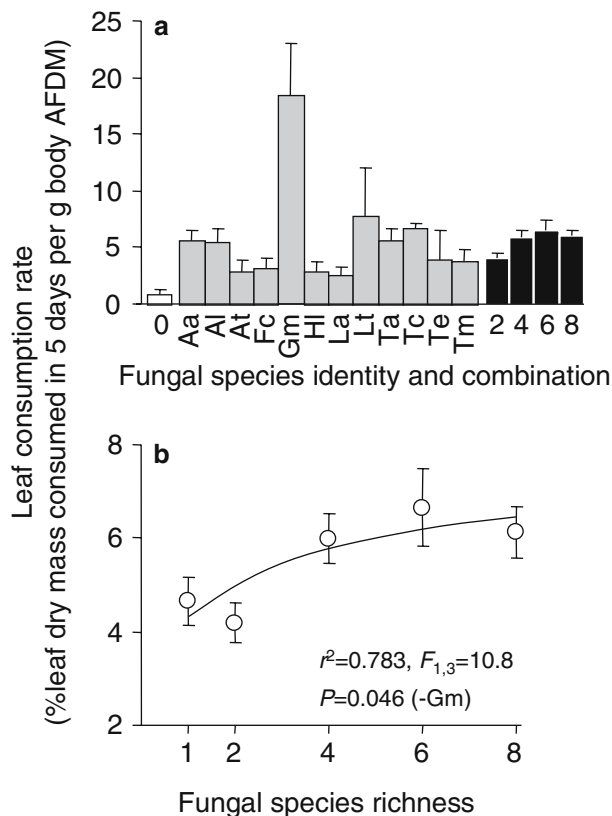 a
25
20
15
10
5
0
0 Aa Al At Fc Gm Hl La Lt Ta Tc Te Tm 2 4 6 8
Fungal species identity and combination
Leaf consumption rate
(%leaf dry mass consumed in 5 days per g body AFDM)
b
8
6
4
2
r²=0.783, F1,3=10.8
P=0.046 (-Gm)
1 2 4 6 8
Fungal species richness